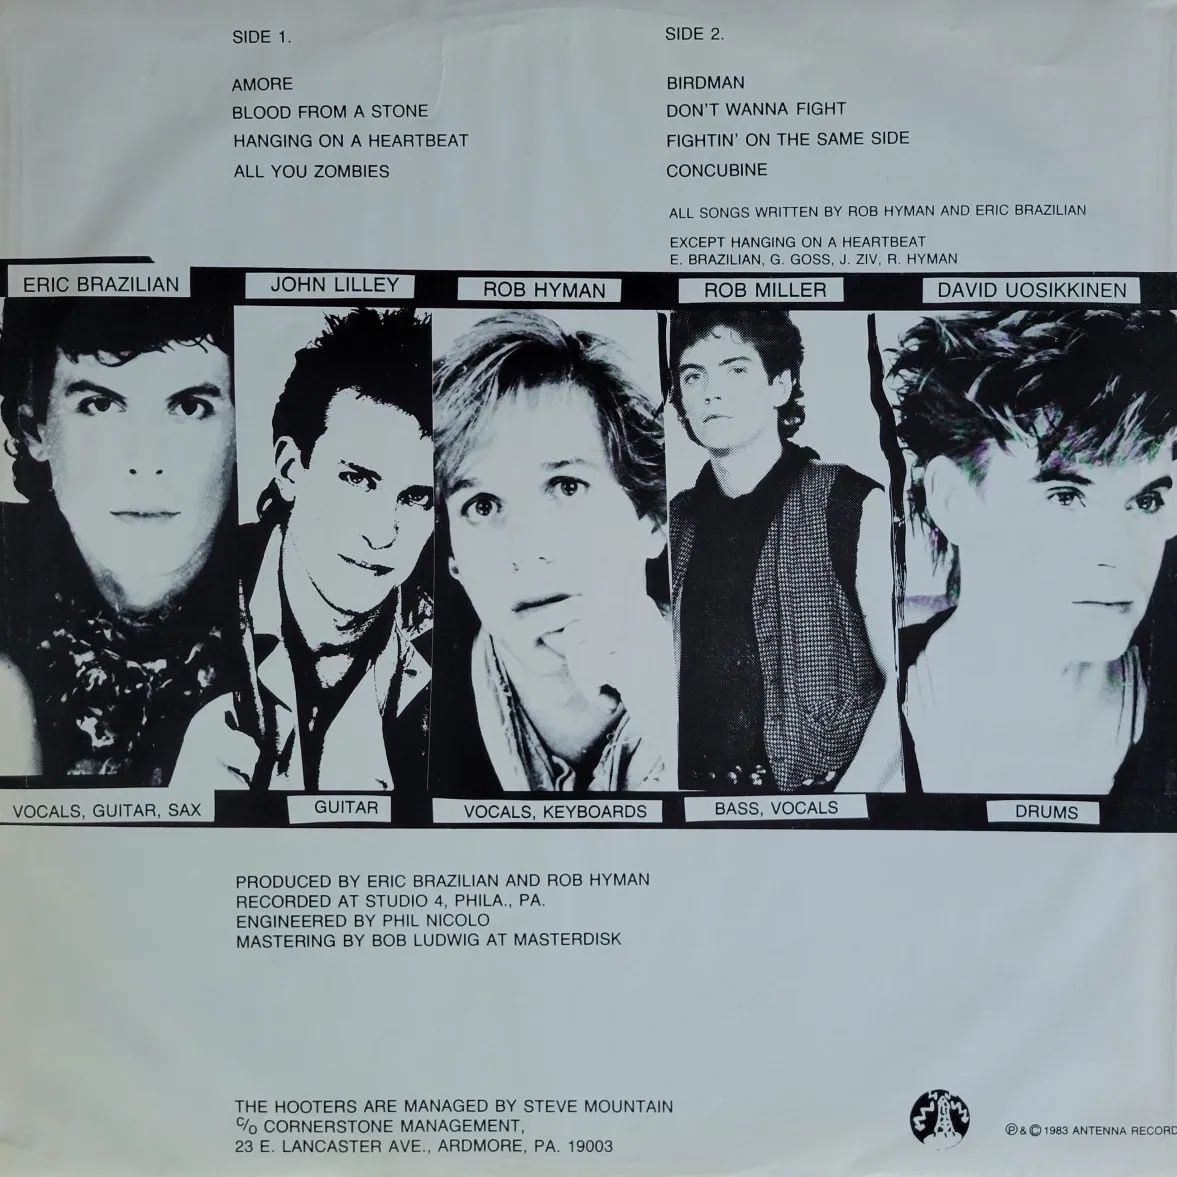 SIDE 1.
AMORE
BLOOD FROM A STONE
HANGING ON A HEARTBEAT
ALL YOU ZOMBIES
SIDE 2.
BIRDMAN
DON'T WANNA FIGHT
FIGHTIN' ON THE SAME SIDE
CONCUBINE
ALL SONGS WRITTEN BY ROB HYMAN AND ERIC BRAZILIAN
EXCEPT HANGING ON A HEARTBEAT
E. BRAZILIAN, G. GOSS, J. ZIV, R. HYMAN
ERIC BRAZILIAN
JOHN LILLEY
ROB HYMAN
ROB MILLER
DAVID UOSIKKINEN
VOCALS, GUITAR, SAX
GUITAR
VOCALS, KEYBOARDS
BASS, VOCALS
DRUMS
PRODUCED BY ERIC BRAZILIAN AND ROB HYMAN
RECORDED AT STUDIO 4, PHILA., PA.
ENGINEERED BY PHIL NICOLO
MASTERING BY BOB LUDWIG AT MASTERDISK
THE HOOTERS ARE MANAGED BY STEVE MOUNTAIN
c/o CORNERSTONE MANAGEMENT,
23 E. LANCASTER AVE., ARDMORE, PA. 19003
℗ & © 1983 ANTENNA RECORD